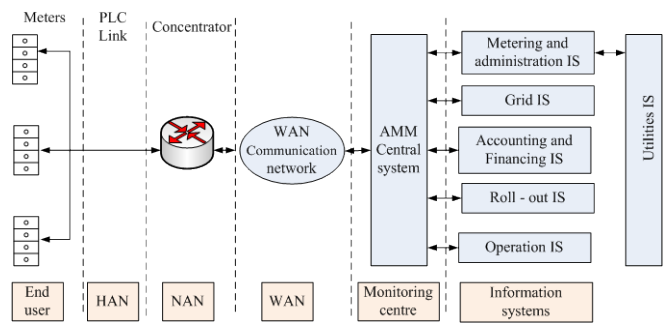 Meters
PLC
Link
Concentrator
Metering and
administration IS
Grid IS
WAN
Communication
network
AMM
Central
system
Accounting and
Financing IS
Utilities IS
Roll - out IS
Operation IS
End
user
HAN
NAN
WAN
Monitoring
centre
Information
systems